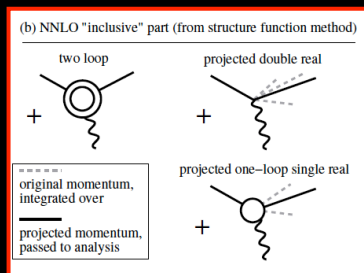 (b) NNLO "inclusive" part (from structure function method)
two loop
projected double real
+
+
projected one−loop single real
+
original momentum,
integrated over
projected momentum,
passed to analysis